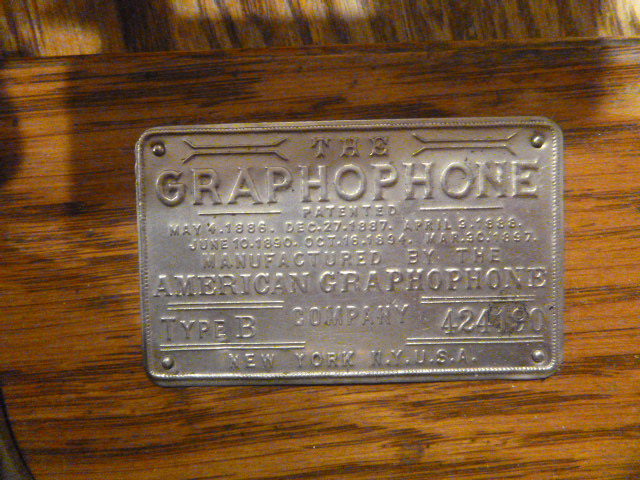 THE
GRAPHOPHONE
PATENTED
MAY 4. 1886. DEC. 27. 1887. APRIL 3. 1888.
JUNE 10. 1890. OCT. 16. 1894. MAR. 30. 1897.
MANUFACTURED BY THE
AMERICAN GRAPHOPHONE
COMPANY
TYPE B 424190
NEW YORK N.Y. U.S.A.